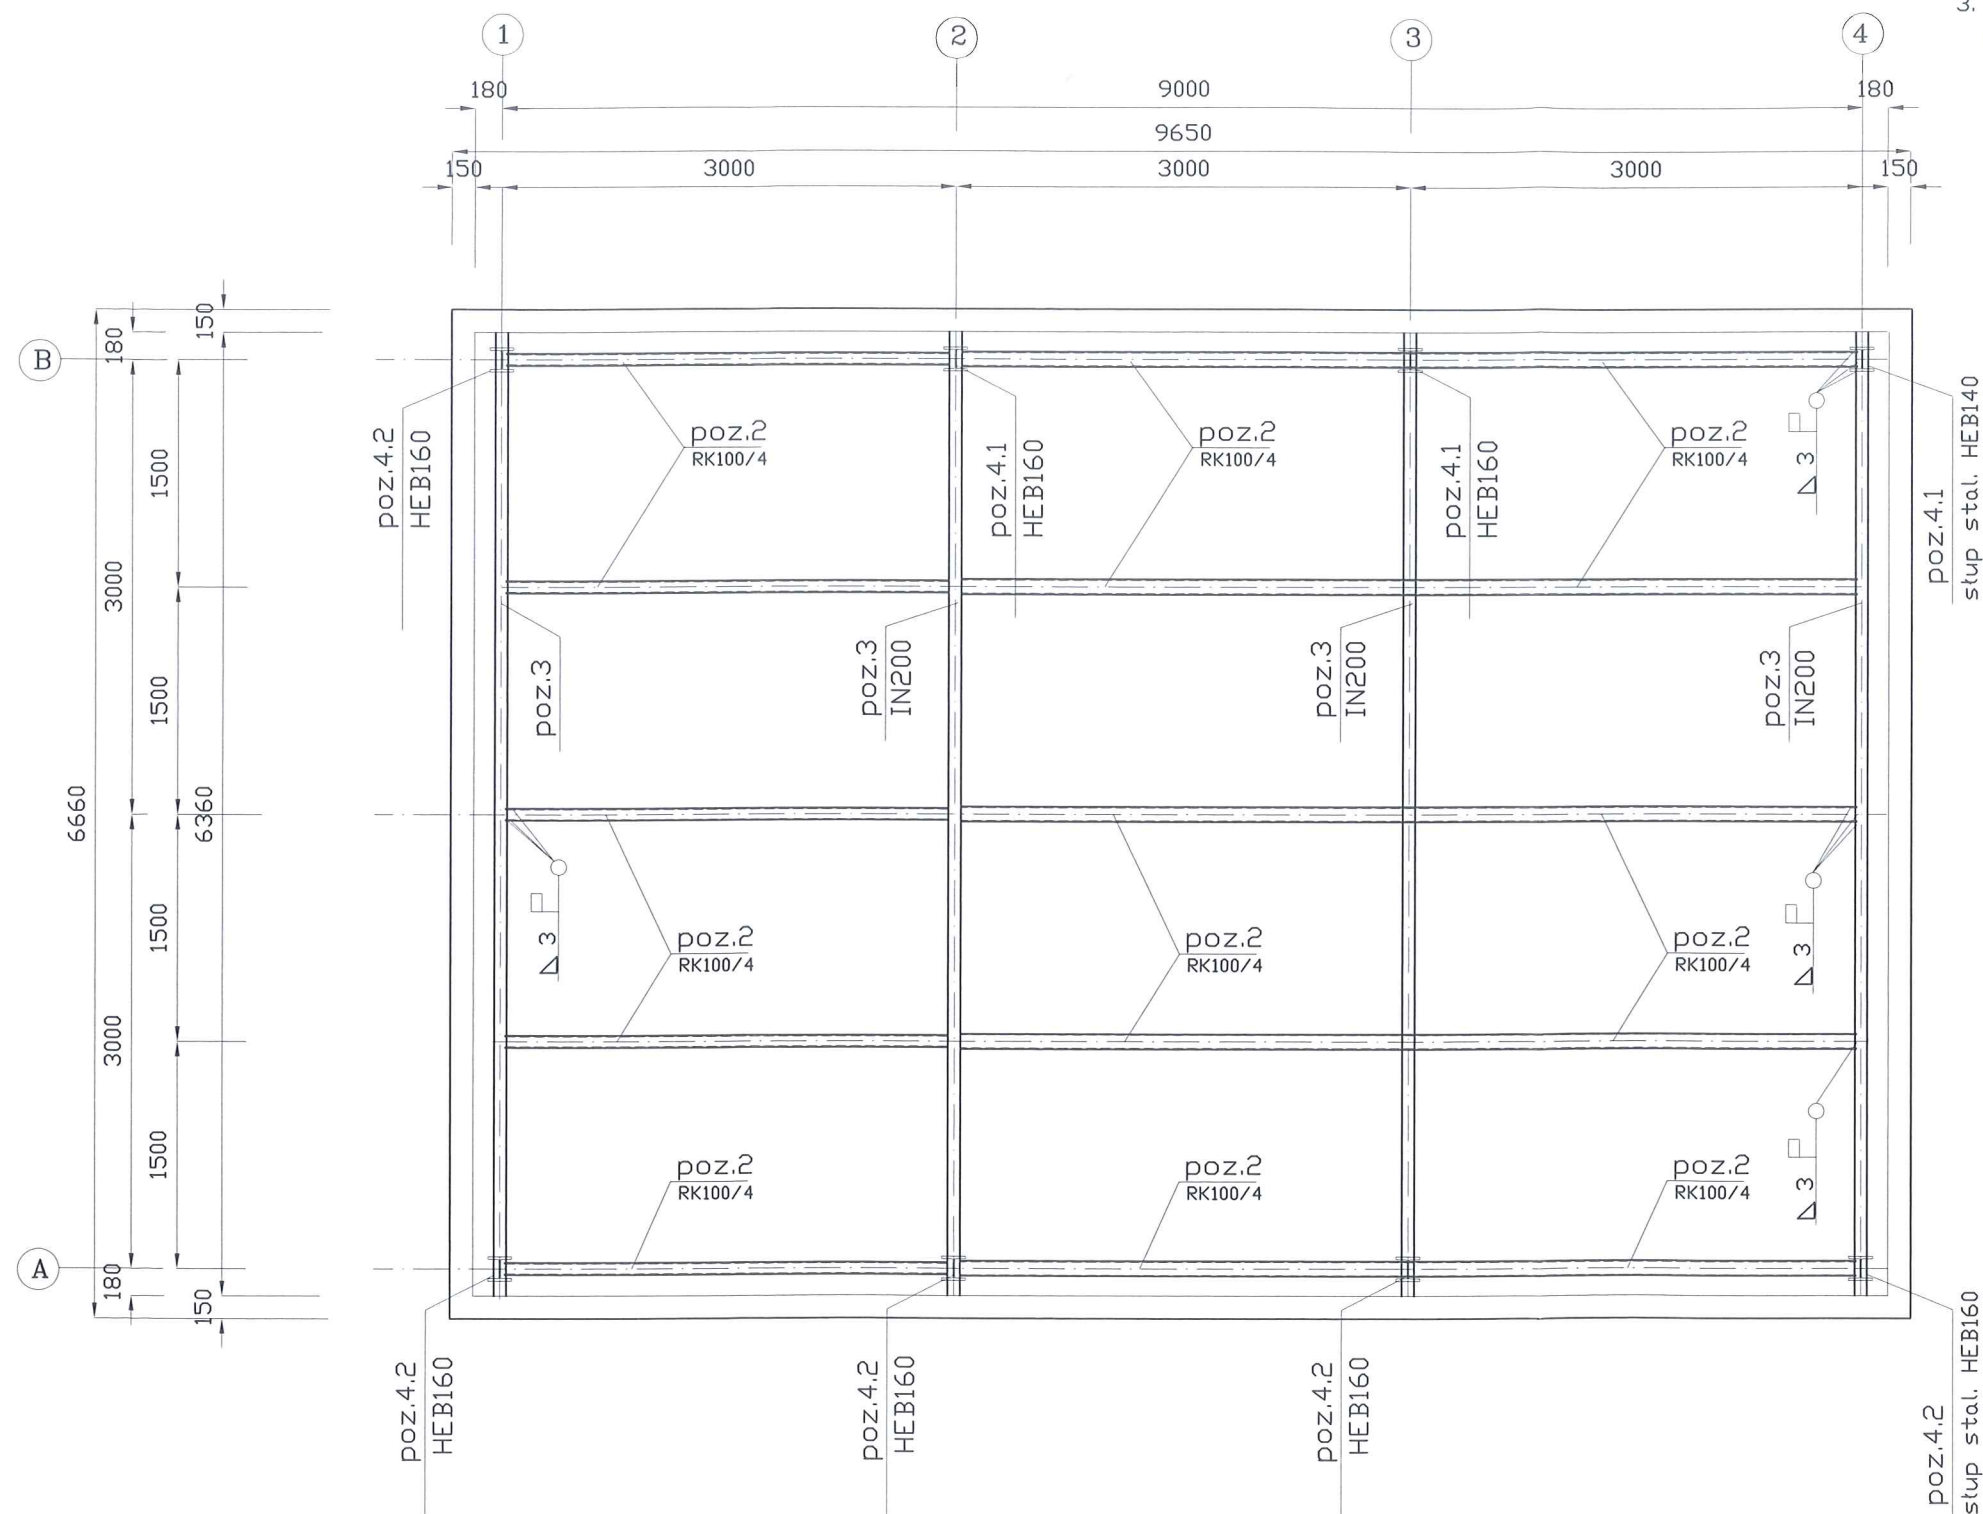 3.
1
2
3
4
180
9000
180
9650
150
3000
3000
3000
150
150
180
B
poz.4.2
HEB160
poz.2
RK100/4
poz.4.1
HEB160
poz.2
RK100/4
poz.4.1
HEB160
poz.2
RK100/4
3
poz.4.1
słup stal. HEB140
1500
3000
1500
poz.3
poz.3
IN200
poz.3
IN200
poz.3
IN200
6660
6360
3
poz.2
RK100/4
poz.2
RK100/4
poz.2
RK100/4
3
1500
3000
1500
poz.2
RK100/4
poz.2
RK100/4
poz.2
RK100/4
3
A
180
150
poz.4.2
HEB160
poz.4.2
HEB160
poz.4.2
HEB160
poz.4.2
słup stal. HEB160